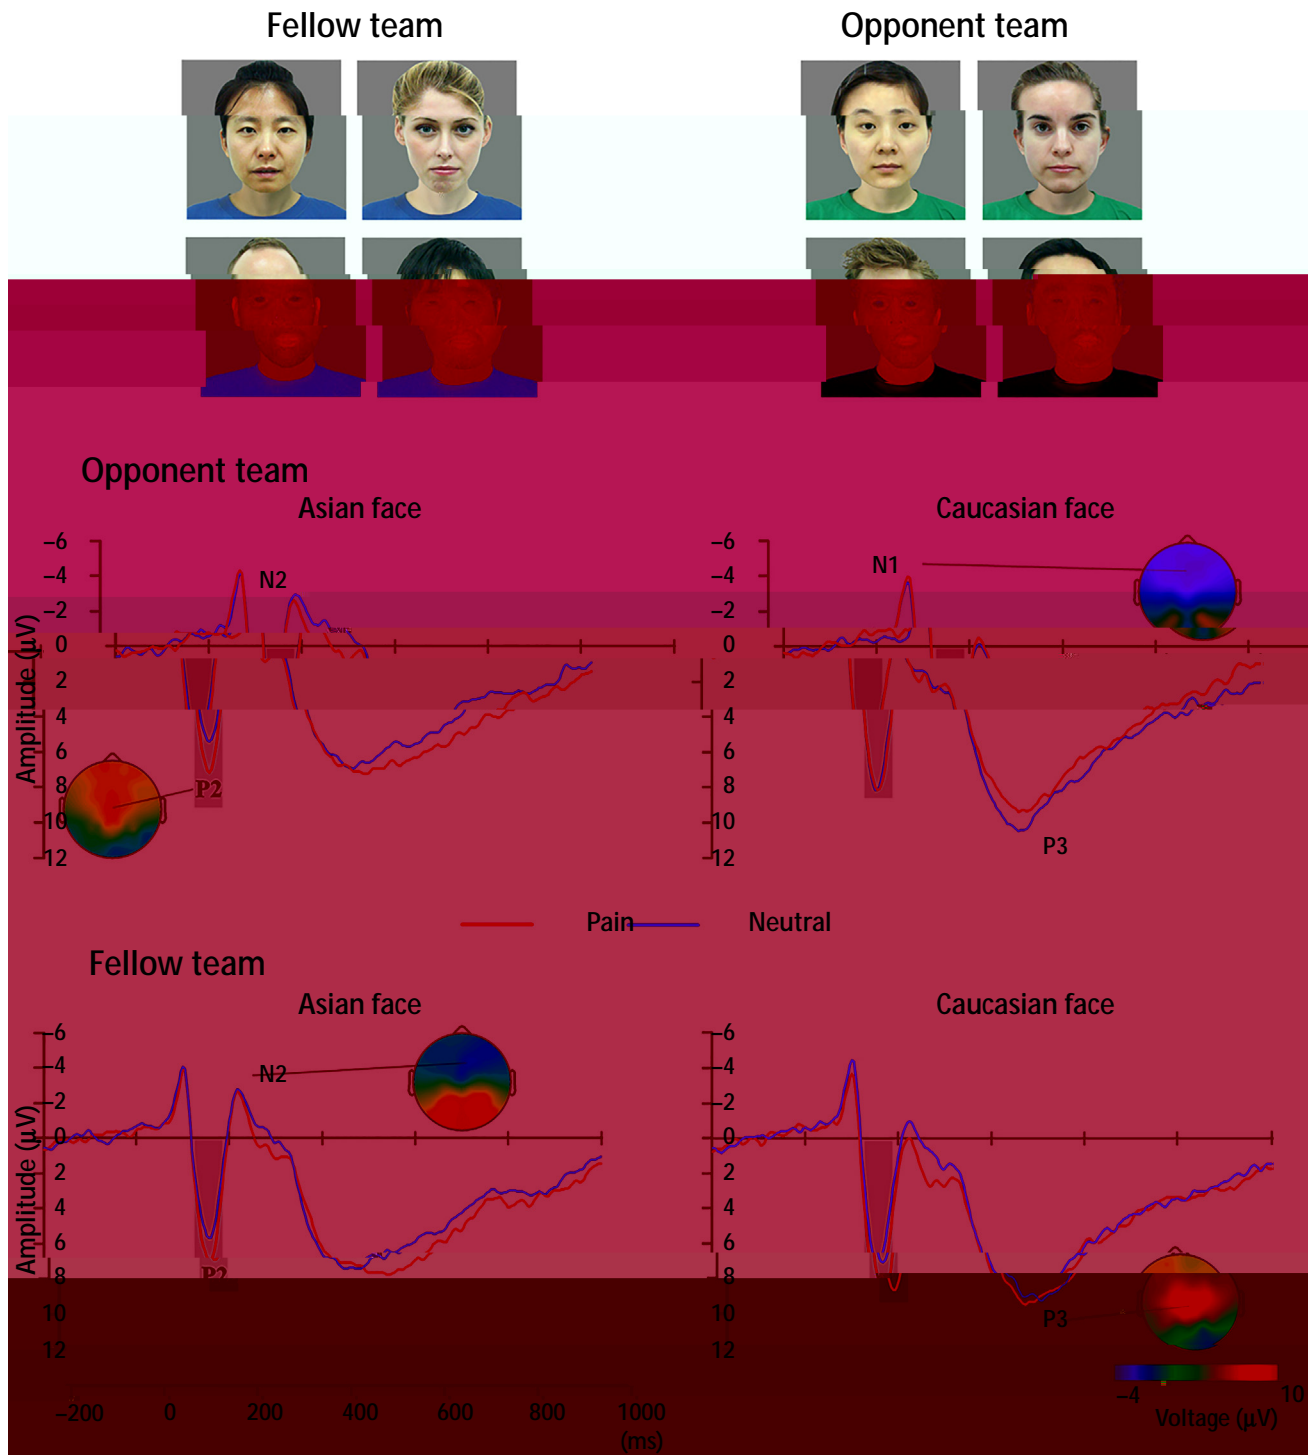 Fellow team
Opponent team
Opponent team
Asian face
Caucasian face
−6
−4
−2
0
2
4
6
8
10
12
Amplitude (µV)
N2
P2
−6
−4
−2
0
2
4
6
8
10
12
N1
P3
Pain
Neutral
Fellow team
Asian face
Caucasian face
−6
−4
−2
0
2
4
6
8
10
12
Amplitude (µV)
N2
P2
−6
−4
−2
0
2
4
6
8
10
12
P3
−200
0
200
400
600
800
1000
(ms)
−4
10
Voltage (µV)